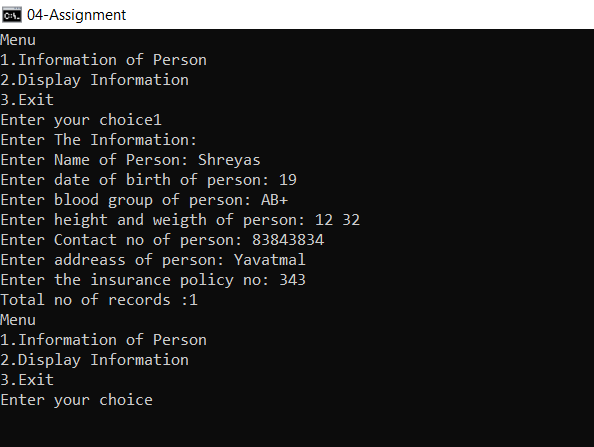 04-Assignment
Menu
1.Information of Person
2.Display Information
3.Exit
Enter your choice1
Enter The Information:
Enter Name of Person: Shreyas
Enter date of birth of person: 19
Enter blood group of person: AB+
Enter height and weigth of person: 12 32
Enter Contact no of person: 83843834
Enter addreass of person: Yavatmal
Enter the insurance policy no: 343
Total no of records :1
Menu
1.Information of Person
2.Display Information
3.Exit
Enter your choice